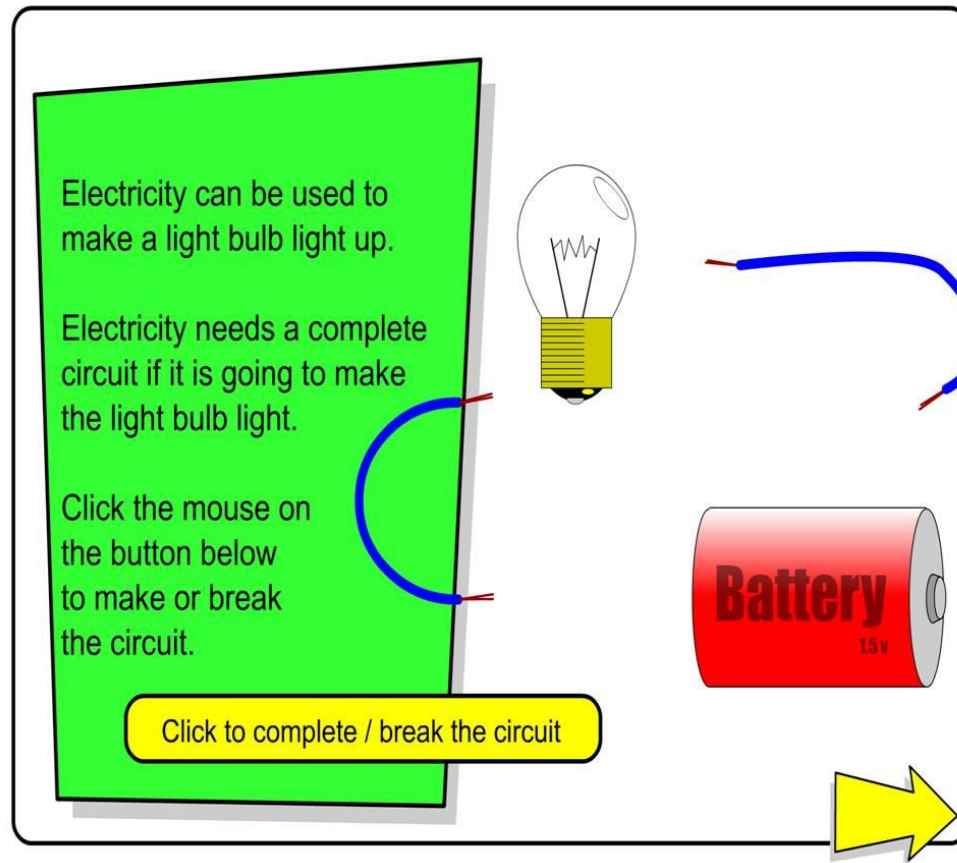 Electricity can be used to
make a light bulb light up.
Electricity needs a complete
circuit if it is going to make
the light bulb light.
Click the mouse on
the button below
to make or break
the circuit.
Battery
1.5 v
Click to complete / break the circuit